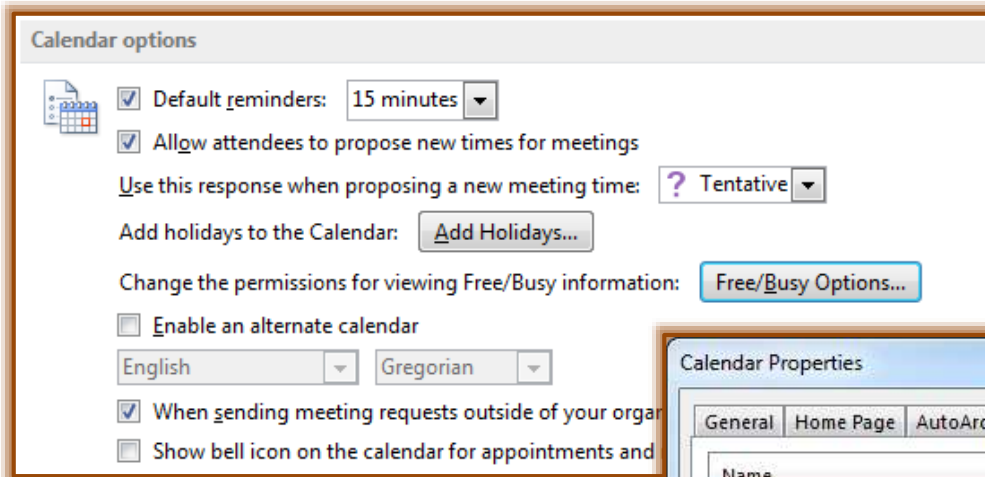 Calendar options
Default reminders: 15 minutes
Allow attendees to propose new times for meetings
Use this response when proposing a new meeting time: ? Tentative
Add holidays to the Calendar: Add Holidays...
Change the permissions for viewing Free/Busy information: Free/Busy Options...
Enable an alternate calendar
English Gregorian
Calendar Properties
When sending meeting requests outside of your
General Home Page
Show bell icon on the calendar for appointments and
Name